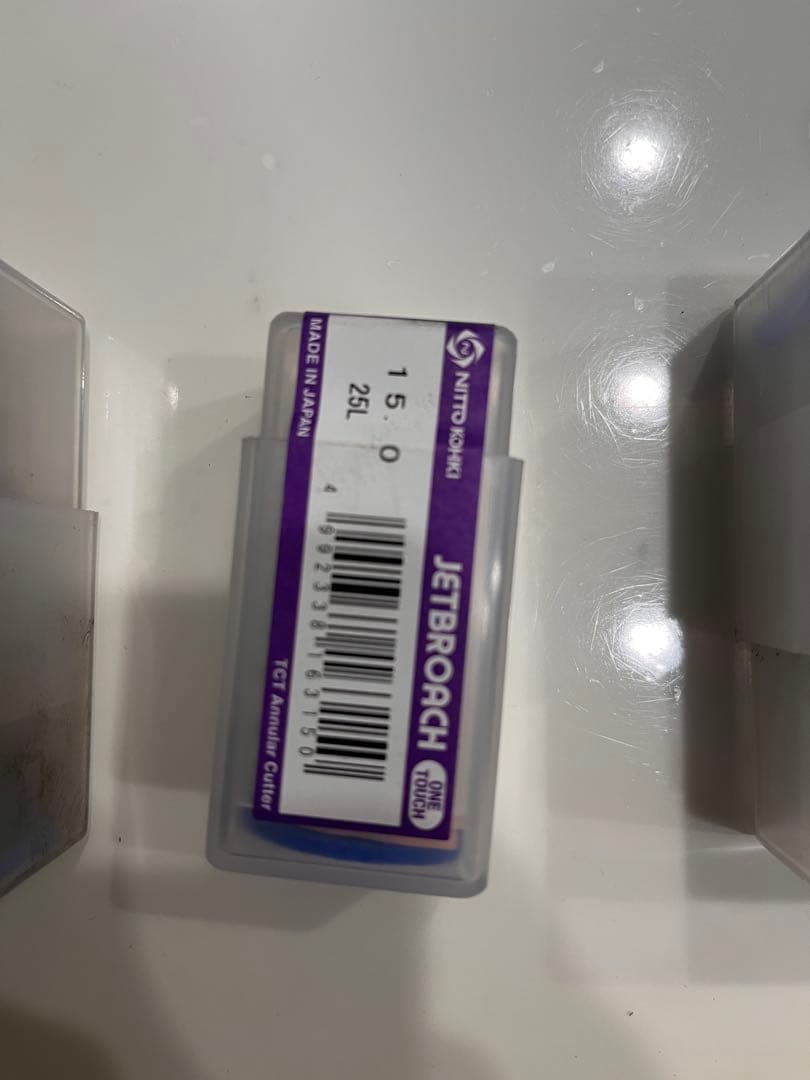 NITTO KOHKI
JETBROACH
ONE TOUCH
15.0
25L
4 992338 163150
MADE IN JAPAN
TCT Annular Cutter